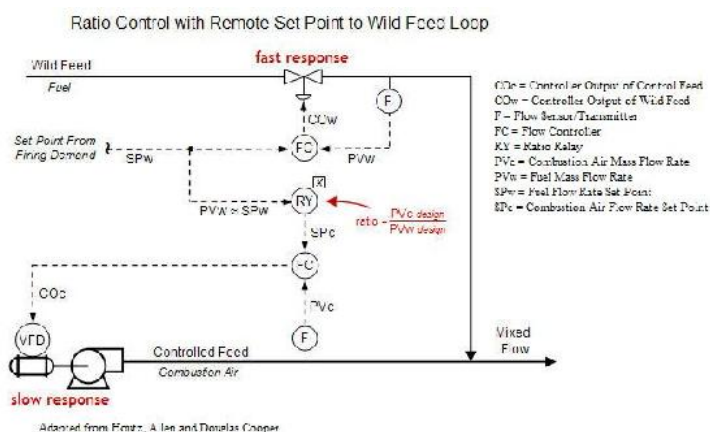 Ratio Control with Remote Set Point to Wild Feed Loop
Wild Feed
Fuel
fast response
F
COw
Set Point From
Firing Demand
SPw
FC
PVw
RY
X
PVw ≈ SPw
ratio = PVc design
PVw design
SPc
FC
COc
PVc
VFD
F
Controlled Feed
Combustion Air
Mixed
Flow
slow response
COc = Controller Output of Control Feed
COw = Controller Output of Wild Feed
F = Flow Sensor/Transmitter
FC = Flow Controller
RY = Ratio Relay
PVc = Combustion Air Mass Flow Rate
PVw = Fuel Mass Flow Rate
SPw = Fuel Flow Rate Set Point
SPc = Combustion Air Flow Rate Set Point
Adapted from Houtz, Allen and Douglas Cooper